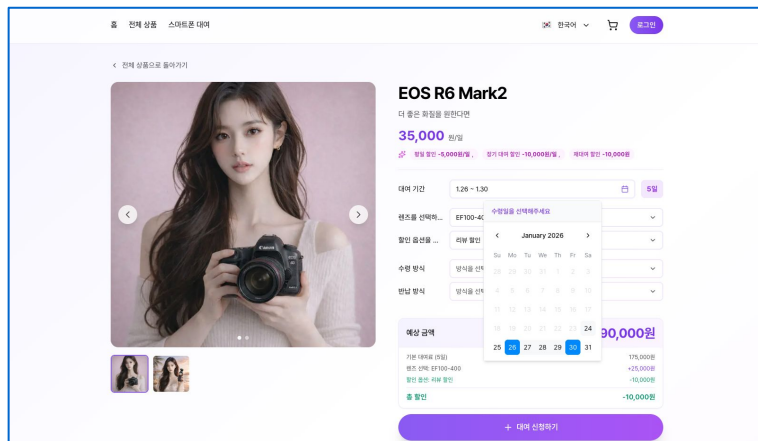 홈 전체 상품 스마트폰 대여
한국어
로그인
전체 상품으로 돌아가기
EOS R6 Mark2
더 좋은 화질을 원한다면
35,000 원/일
평일 할인 -5,000원/일 , 장기 대여 할인 -10,000원/일 , 재대여 할인 -10,000원
대여 기간 1.26 ~ 1.30 5일
렌즈를 선택하... EF100-40
할인 옵션을 ... 리뷰 할인
수령 방식 방식을 선택
반납 방식 방식을 선택
수령일을 선택해주세요
January 2026
Su Mo Tu We Th Fr Sa
28 29 30 31 1 2 3
4 5 6 7 8 9 10
11 12 13 14 15 16 17
18 19 20 21 22 23 24
25 26 27 28 29 30 31
예상 금액 90,000원
기본 대여료 (5일) 175,000원
렌즈 선택: EF100-400 +25,000원
할인 옵션: 리뷰 할인 -10,000원
총 할인 -10,000원
+ 대여 신청하기
Canon